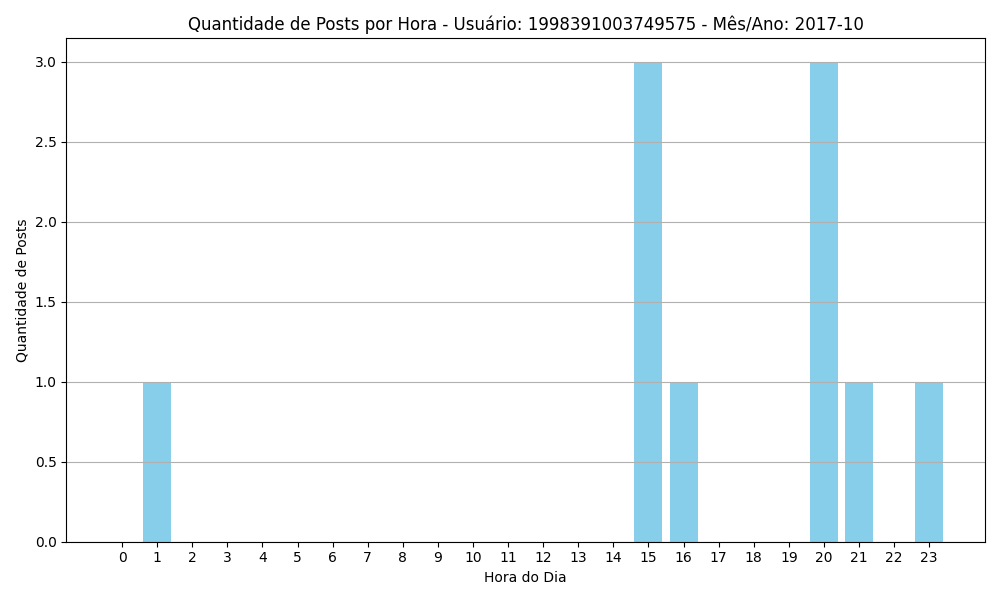 Quantidade de Posts por Hora - Usuário: 1998391003749575 - Mês/Ano: 2017-10
Quantidade de Posts
3.0
2.5
2.0
1.5
1.0
0.5
0.0
0 1 2 3 4 5 6 7 8 9 10 11 12 13 14 15 16 17 18 19 20 21 22 23
Hora do Dia